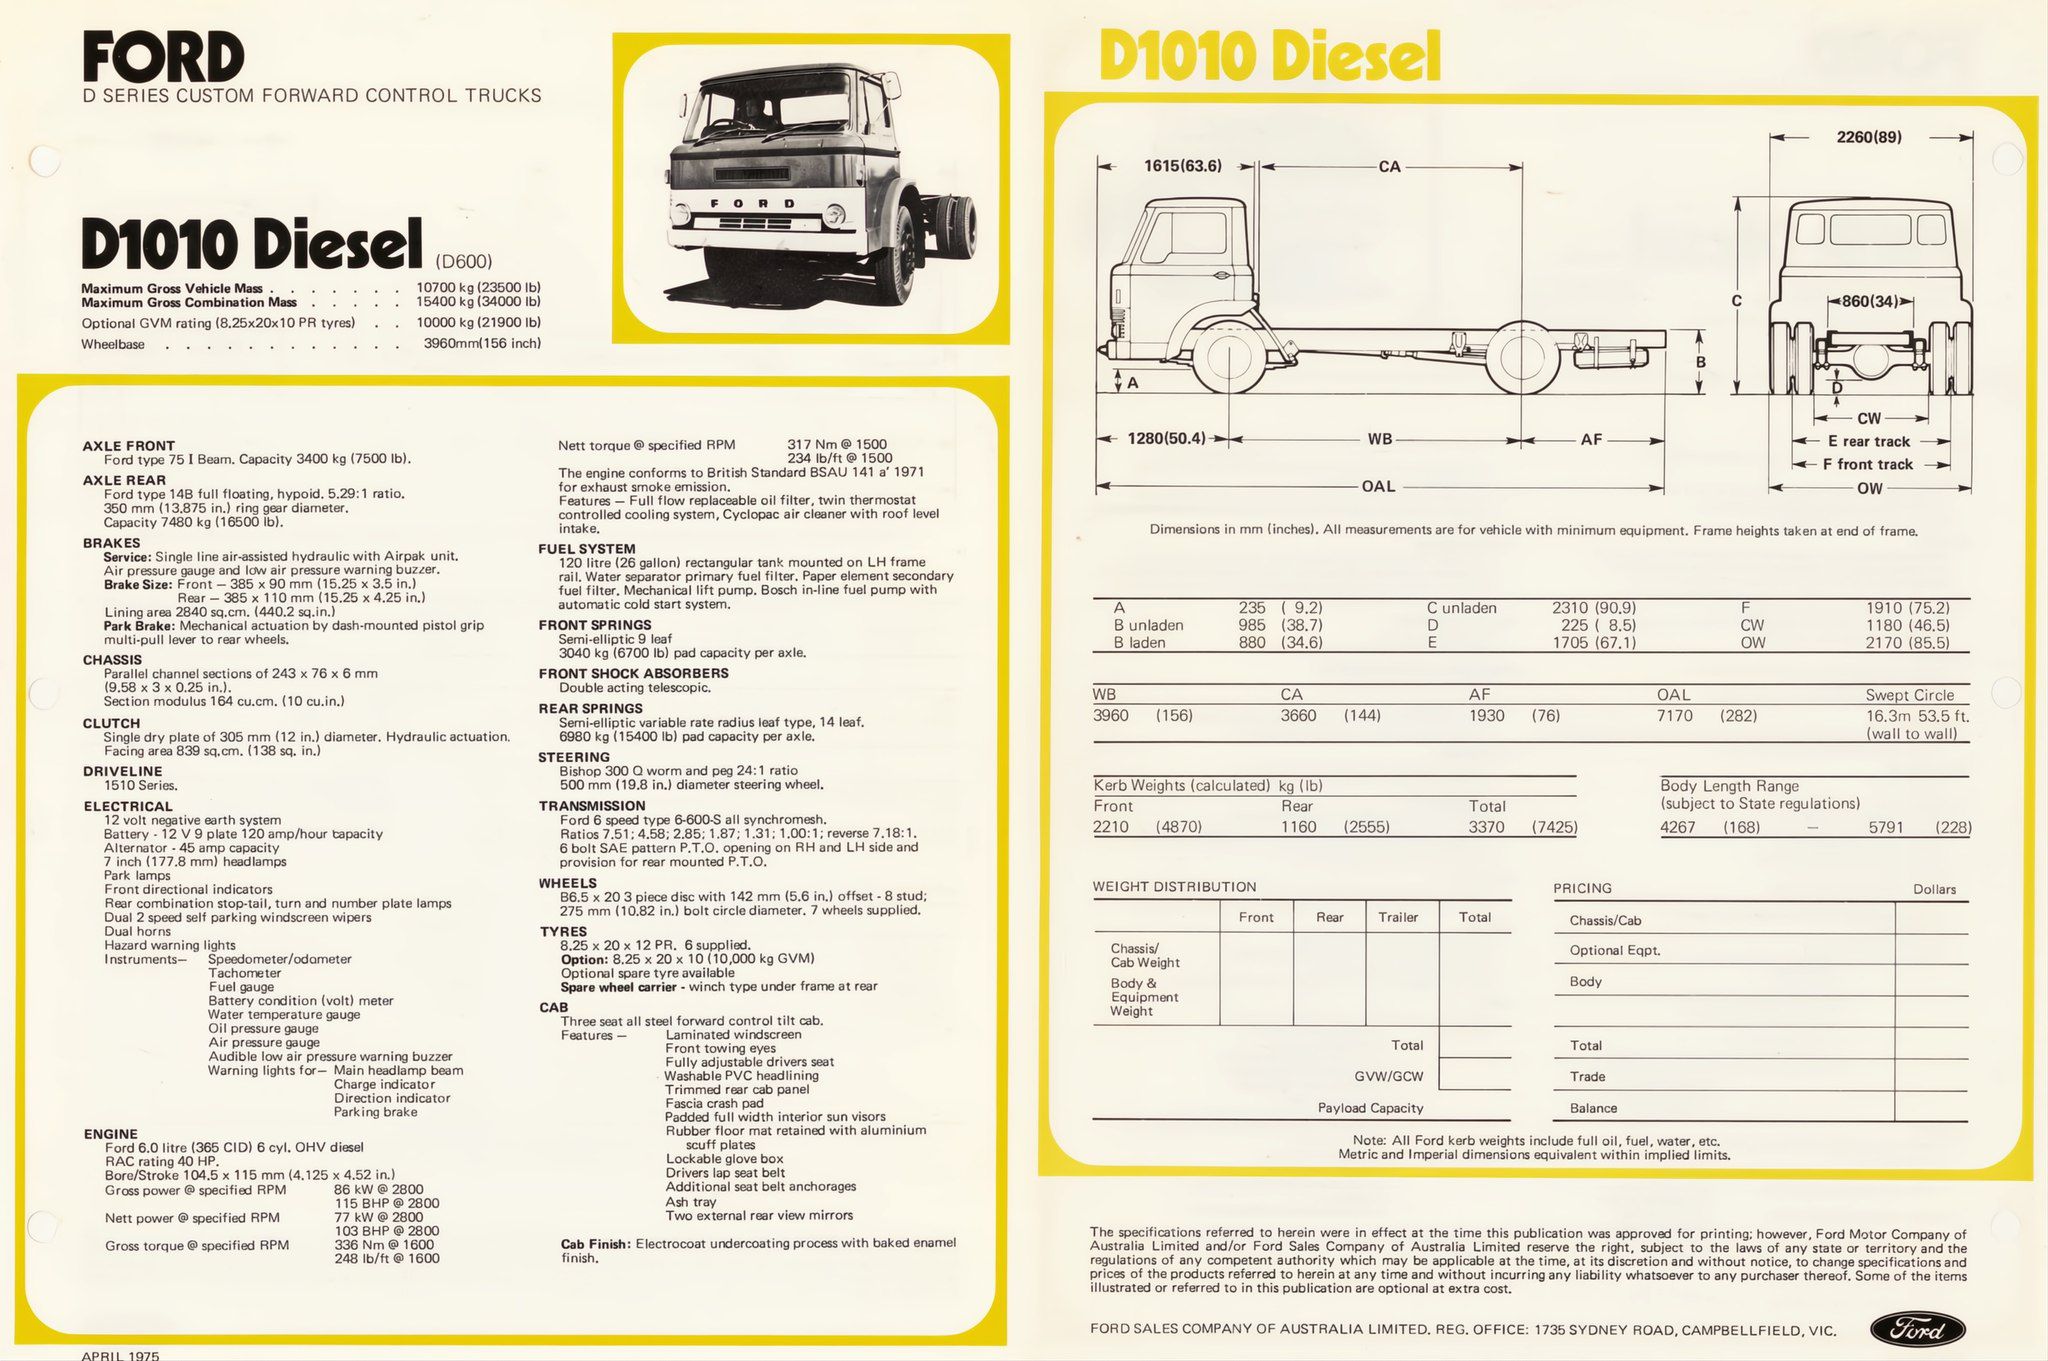 FORD
D SERIES CUSTOM FORWARD CONTROL TRUCKS
D1010 Diesel (D600)
Maximum Gross Vehicle Mass . . . . . . . 10700 kg (23500 lb)
Maximum Gross Combination Mass . . . . . 15400 kg (34000 lb)
Optional GVM rating (8.25x20x10 PR tyres) . . 10000 kg (21900 lb)
Wheelbase . . . . . . . . . . . . 3960mm(156 inch)
FORD
AXLE FRONT
Ford type 75 I Beam. Capacity 3400 kg (7500 lb).
AXLE REAR
Ford type 14B full floating, hypoid. 5.29:1 ratio.
350 mm (13.875 in.) ring gear diameter.
Capacity 7480 kg (16500 lb).
BRAKES
Service: Single line air-assisted hydraulic with Airpak unit.
Air pressure gauge and low air pressure warning buzzer.
Brake Size: Front — 385 x 90 mm (15.25 x 3.5 in.)
Rear — 385 x 110 mm (15.25 x 4.25 in.)
Lining area 2840 sq.cm. (440.2 sq.in.)
Park Brake: Mechanical actuation by dash-mounted pistol grip
multi-pull lever to rear wheels.
CHASSIS
Parallel channel sections of 243 x 76 x 6 mm
(9.58 x 3 x 0.25 in.).
Section modulus 164 cu.cm. (10 cu.in.)
CLUTCH
Single dry plate of 305 mm (12 in.) diameter. Hydraulic actuation.
Facing area 839 sq.cm. (138 sq. in.)
DRIVELINE
1510 Series.
ELECTRICAL
12 volt negative earth system
Battery - 12 V 9 plate 120 amp/hour capacity
Alternator - 45 amp capacity
7 inch (177.8 mm) headlamps
Park lamps
Front directional indicators
Rear combination stop-tail, turn and number plate lamps
Dual 2 speed self parking windscreen wipers
Dual horns
Hazard warning lights
Instruments— Speedometer/odometer
Tachometer
Fuel gauge
Battery condition (volt) meter
Water temperature gauge
Oil pressure gauge
Air pressure gauge
Audible low air pressure warning buzzer
Warning lights for— Main headlamp beam
Charge indicator
Direction indicator
Parking brake
ENGINE
Ford 6.0 litre (365 CID) 6 cyl. OHV diesel
RAC rating 40 HP.
Bore/Stroke 104.5 x 115 mm (4.125 x 4.52 in.)
Gross power @ specified RPM 86 kW @ 2800
115 BHP @ 2800
Nett power @ specified RPM 77 kW @ 2800
103 BHP @ 2800
Gross torque @ specified RPM 336 Nm @ 1600
248 lb/ft @ 1600
Nett torque @ specified RPM 317 Nm @ 1500
234 lb/ft @ 1500
The engine conforms to British Standard BSAU 141 a' 1971
for exhaust smoke emission.
Features — Full flow replaceable oil filter, twin thermostat
controlled cooling system, Cyclopac air cleaner with roof level
intake.
FUEL SYSTEM
120 litre (26 gallon) rectangular tank mounted on LH frame
rail. Water separator primary fuel filter. Paper element secondary
fuel filter. Mechanical lift pump. Bosch in-line fuel pump with
automatic cold start system.
FRONT SPRINGS
Semi-elliptic 9 leaf
3040 kg (6700 lb) pad capacity per axle.
FRONT SHOCK ABSORBERS
Double acting telescopic.
REAR SPRINGS
Semi-elliptic variable rate radius leaf type, 14 leaf.
6980 kg (15400 lb) pad capacity per axle.
STEERING
Bishop 300 Q worm and peg 24:1 ratio
500 mm (19.8 in.) diameter steering wheel.
TRANSMISSION
Ford 6 speed type 6-600-S all synchromesh.
Ratios 7.51; 4.58; 2.85; 1.87; 1.31; 1.00:1; reverse 7.18:1.
6 bolt SAE pattern P.T.O. opening on RH and LH side and
provision for rear mounted P.T.O.
WHEELS
B6.5 x 20 3 piece disc with 142 mm (5.6 in.) offset - 8 stud;
275 mm (10.82 in.) bolt circle diameter. 7 wheels supplied.
TYRES
8.25 x 20 x 12 PR. 6 supplied.
Option: 8.25 x 20 x 10 (10,000 kg GVM)
Optional spare tyre available
Spare wheel carrier - winch type under frame at rear
CAB
Three seat all steel forward control tilt cab.
Features — Laminated windscreen
Front towing eyes
Fully adjustable drivers seat
Washable PVC headlining
Trimmed rear cab panel
Fascia crash pad
Padded full width interior sun visors
Rubber floor mat retained with aluminium
scuff plates
Lockable glove box
Drivers lap seat belt
Additional seat belt anchorages
Ash tray
Two external rear view mirrors
Cab Finish: Electrocoat undercoating process with baked enamel
finish.
APRIL 1975
D1010 Diesel
1615(63.6) CA 2260(89)
C 860(34)
A B D
CW
1280(50.4) WB AF E rear track
F front track
OAL OW
Dimensions in mm (inches). All measurements are for vehicle with minimum equipment. Frame heights taken at end of frame.
A 235 ( 9.2) C unladen 2310 (90.9) F 1910 (75.2)
B unladen 985 (38.7) D 225 ( 8.5) CW 1180 (46.5)
B laden 880 (34.6) E 1705 (67.1) OW 2170 (85.5)
WB CA AF OAL Swept Circle
3960 (156) 3660 (144) 1930 (76) 7170 (282) 16.3m 53.5 ft.
(wall to wall)
Kerb Weights (calculated) kg (lb)
Front Rear Total
2210 (4870) 1160 (2555) 3370 (7425)
Body Length Range
(subject to State regulations)
4267 (168) — 5791 (228)
WEIGHT DISTRIBUTION
Front Rear Trailer Total
Chassis/
Cab Weight
Body &
Equipment
Weight
Total
GVW/GCW
Payload Capacity
PRICING Dollars
Chassis/Cab
Optional Eqpt.
Body
Total
Trade
Balance
Note: All Ford kerb weights include full oil, fuel, water, etc.
Metric and Imperial dimensions equivalent within implied limits.
The specifications referred to herein were in effect at the time this publication was approved for printing; however, Ford Motor Company of
Australia Limited and/or Ford Sales Company of Australia Limited reserve the right, subject to the laws of any state or territory and the
regulations of any competent authority which may be applicable at the time, at its discretion and without notice, to change specifications and
prices of the products referred to herein at any time and without incurring any liability whatsoever to any purchaser thereof. Some of the items
illustrated or referred to in this publication are optional at extra cost.
FORD SALES COMPANY OF AUSTRALIA LIMITED. REG. OFFICE: 1735 SYDNEY ROAD, CAMPBELLFIELD, VIC.
Ford